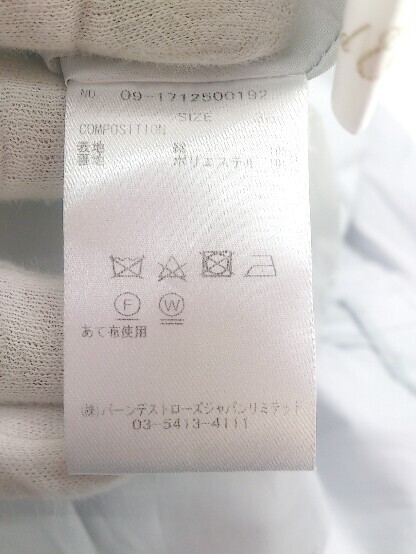 NO. 09-1712500192
SIZE
COMPOSITION
表地 綿
裏地 ポリエステル
F W
あて布使用
(株)バーンデストローズジャパンリミテッド
03-5413-4111